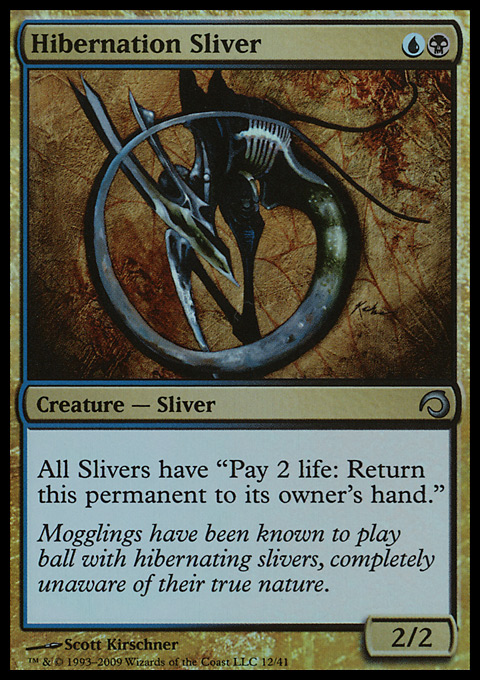 Hibernation Sliver
Creature — Sliver
All Slivers have “Pay 2 life: Return
this permanent to its owner’s hand.”
Mogglings have been known to play
ball with hibernating slivers, completely
unaware of their true nature.
2/2
Scott Kirschner
™ & © 1993–2009 Wizards of the Coast LLC 12/41